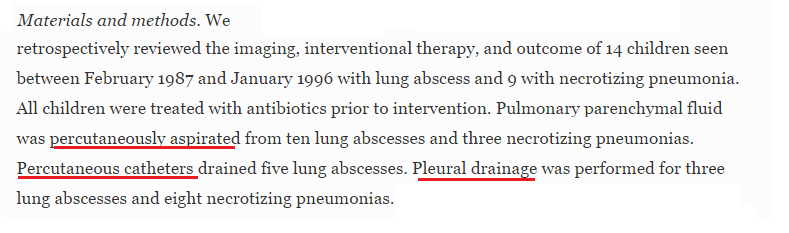 Materials and methods. We
retrospectively reviewed the imaging, interventional therapy, and outcome of 14 children seen
between February 1987 and January 1996 with lung abscess and 9 with necrotizing pneumonia.
All children were treated with antibiotics prior to intervention. Pulmonary parenchymal fluid
was percutaneously aspirated from ten lung abscesses and three necrotizing pneumonias.
Percutaneous catheters drained five lung abscesses. Pleural drainage was performed for three
lung abscesses and eight necrotizing pneumonias.